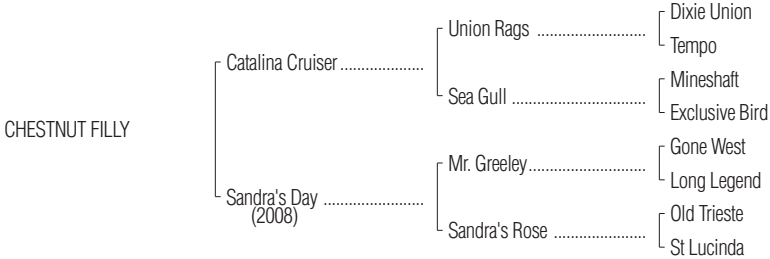 Dixie Union
Union Rags ........................
Tempo
Catalina Cruiser ...................
Mineshaft
Sea Gull .............................
Exclusive Bird
CHESTNUT FILLY
Gone West
Mr. Greeley..........................
Long Legend
Sandra's Day ......................
(2008)
Old Trieste
Sandra's Rose ....................
St Lucinda